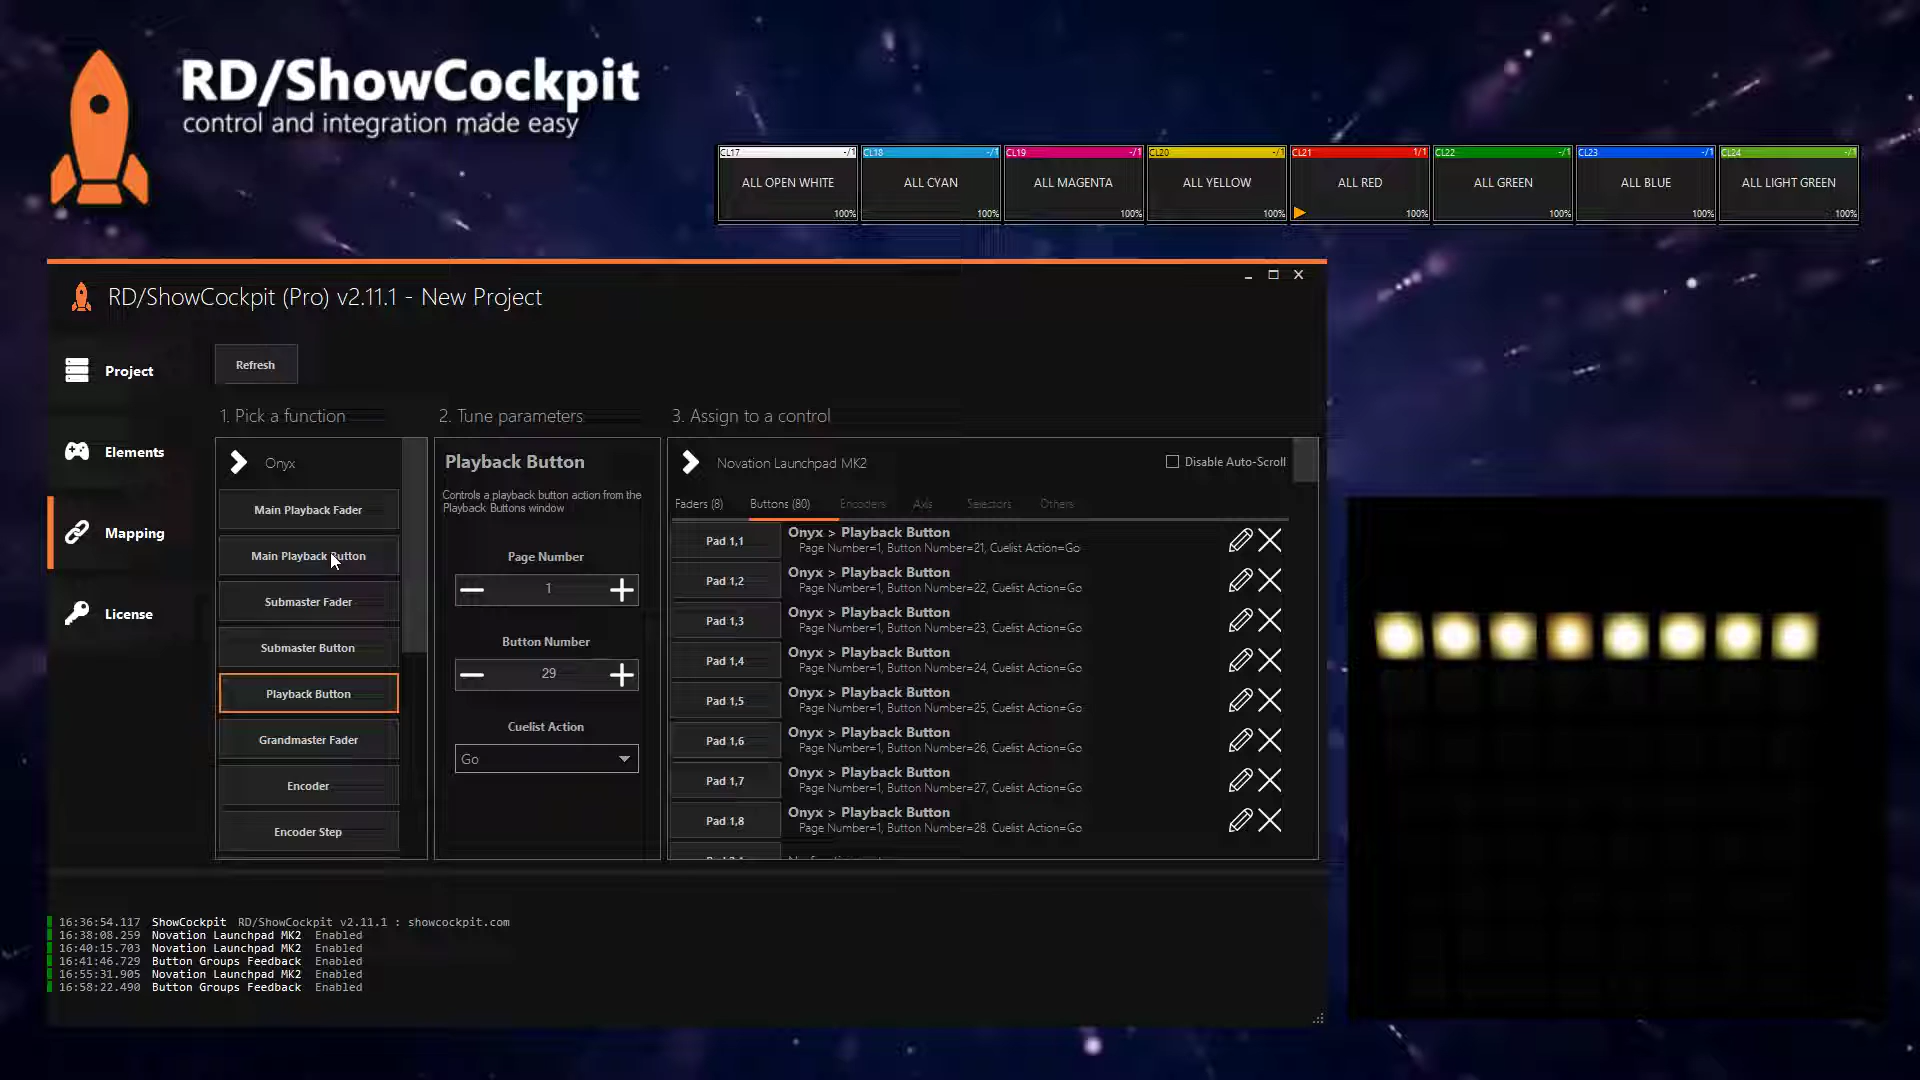 RD/ShowCockpit
control and integration made easy
CL17 -/1
ALL OPEN WHITE
100%
CL18 -/1
ALL CYAN
100%
CL19 -/1
ALL MAGENTA
100%
CL20 -/1
ALL YELLOW
100%
CL21 1/1
ALL RED
100%
CL22 -/1
ALL GREEN
100%
CL23 -/1
ALL BLUE
100%
CL24 -/1
ALL LIGHT GREEN
100%
RD/ShowCockpit (Pro) v2.11.1 - New Project
Project
Elements
Mapping
License
Refresh
1. Pick a function
Onyx
Main Playback Fader
Main Playback Button
Submaster Fader
Submaster Button
Playback Button
Grandmaster Fader
Encoder
Encoder Step
2. Tune parameters
Playback Button
Controls a playback button action from the
Playback Buttons window
Page Number
1
Button Number
29
Cuelist Action
Go
3. Assign to a control
Novation Launchpad MK2
Disable Auto-Scroll
Faders (8) Buttons (80) Encoders Axis Selectors Others
Pad 1,1
Onyx > Playback Button
Page Number=1, Button Number=21, Cuelist Action=Go
Pad 1,2
Onyx > Playback Button
Page Number=1, Button Number=22, Cuelist Action=Go
Pad 1,3
Onyx > Playback Button
Page Number=1, Button Number=23, Cuelist Action=Go
Pad 1,4
Onyx > Playback Button
Page Number=1, Button Number=24, Cuelist Action=Go
Pad 1,5
Onyx > Playback Button
Page Number=1, Button Number=25, Cuelist Action=Go
Pad 1,6
Onyx > Playback Button
Page Number=1, Button Number=26, Cuelist Action=Go
Pad 1,7
Onyx > Playback Button
Page Number=1, Button Number=27, Cuelist Action=Go
Pad 1,8
Onyx > Playback Button
Page Number=1, Button Number=28, Cuelist Action=Go
16:36:54.117 ShowCockpit RD/ShowCockpit v2.11.1 : showcockpit.com
16:38:08.259 Novation Launchpad MK2 Enabled
16:40:15.703 Novation Launchpad MK2 Enabled
16:41:46.729 Button Groups Feedback Enabled
16:55:31.905 Novation Launchpad MK2 Enabled
16:58:22.490 Button Groups Feedback Enabled